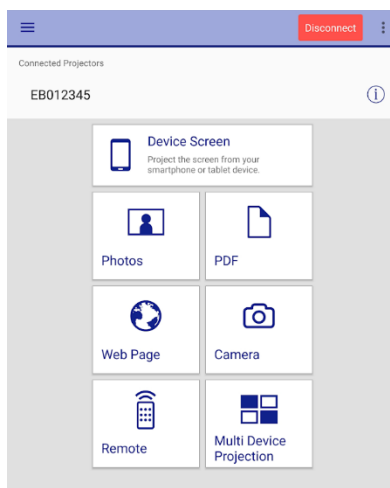 Disconnect
Connected Projectors
EB012345
Device Screen
Project the screen from your
smartphone or tablet device.
Photos
PDF
Web Page
Camera
Remote
Multi Device
Projection